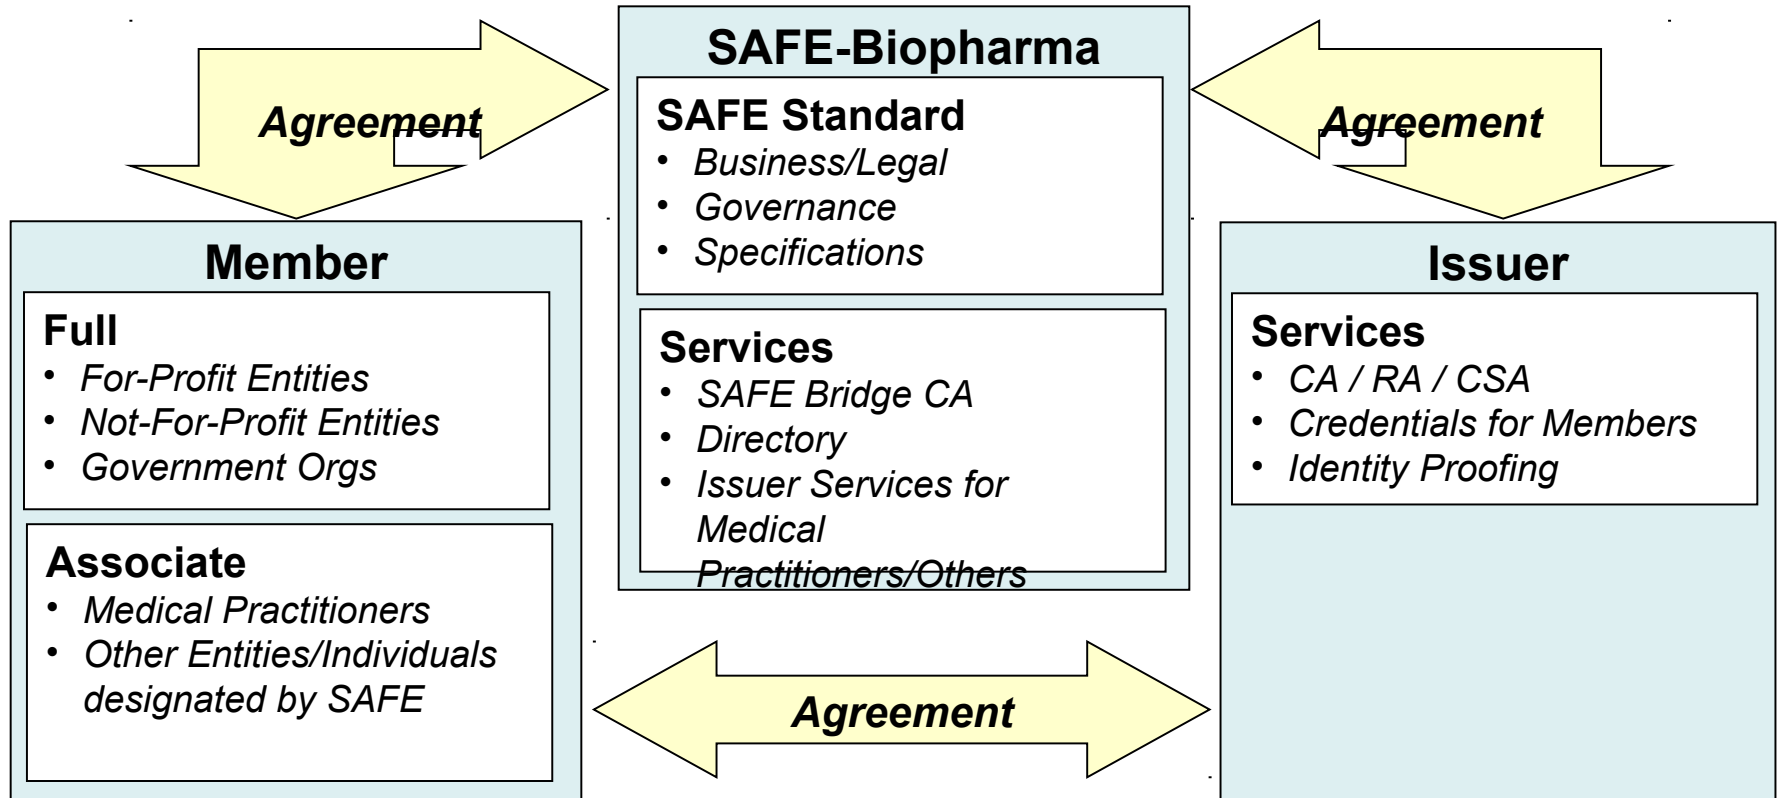 SAFE-Biopharma
SAFE Standard
• Business/Legal
• Governance
• Specifications
Services
• SAFE Bridge CA
• Directory
• Issuer Services for
Medical
Practitioners/Others
Agreement
Agreement
Member
Full
• For-Profit Entities
• Not-For-Profit Entities
• Government Orgs
Associate
• Medical Practitioners
• Other Entities/Individuals
designated by SAFE
Issuer
Services
• CA / RA / CSA
• Credentials for Members
• Identity Proofing
Agreement